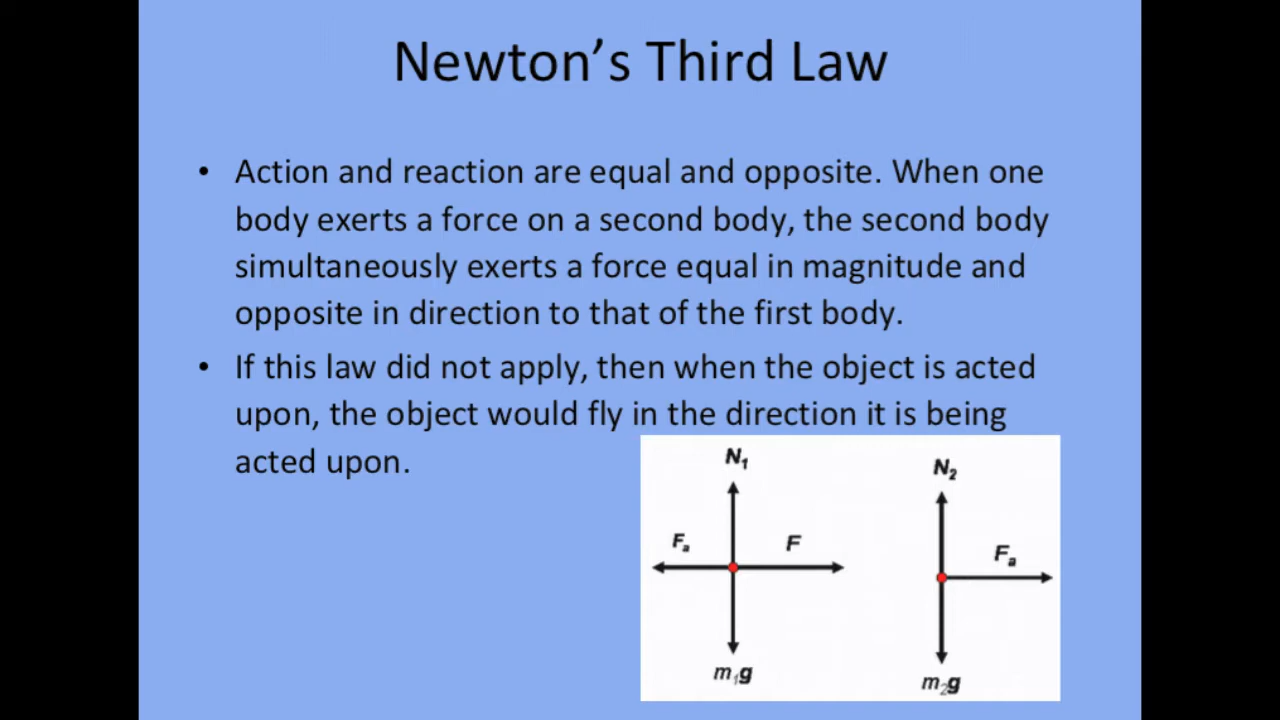 Newton’s Third Law
• Action and reaction are equal and opposite. When one
body exerts a force on a second body, the second body
simultaneously exerts a force equal in magnitude and
opposite in direction to that of the first body.
• If this law did not apply, then when the object is acted
upon, the object would fly in the direction it is being
acted upon.
N₁
Fₐ
F
m₁g
N₂
Fₐ
m₂g